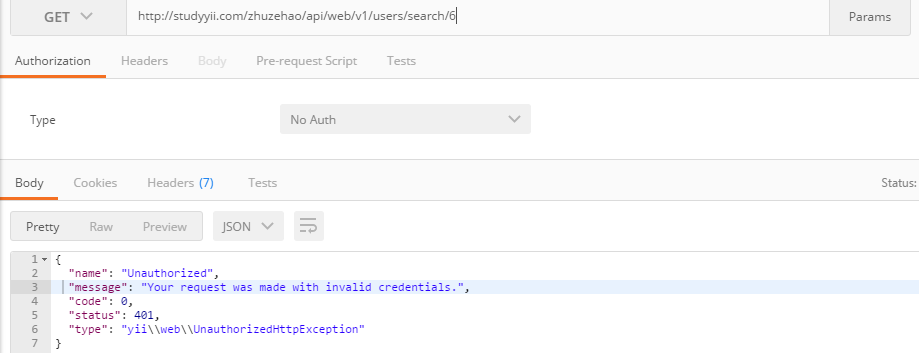 GET http://studyyii.com/zhuzehao/api/web/v1/users/search/6 Params
Authorization Headers Body Pre-request Script Tests
Type No Auth
Body Cookies Headers (7) Tests Status:
Pretty Raw Preview JSON
1 {
2 "name": "Unauthorized",
3 "message": "Your request was made with invalid credentials.",
4 "code": 0,
5 "status": 401,
6 "type": "yii\\web\\UnauthorizedHttpException"
7 }